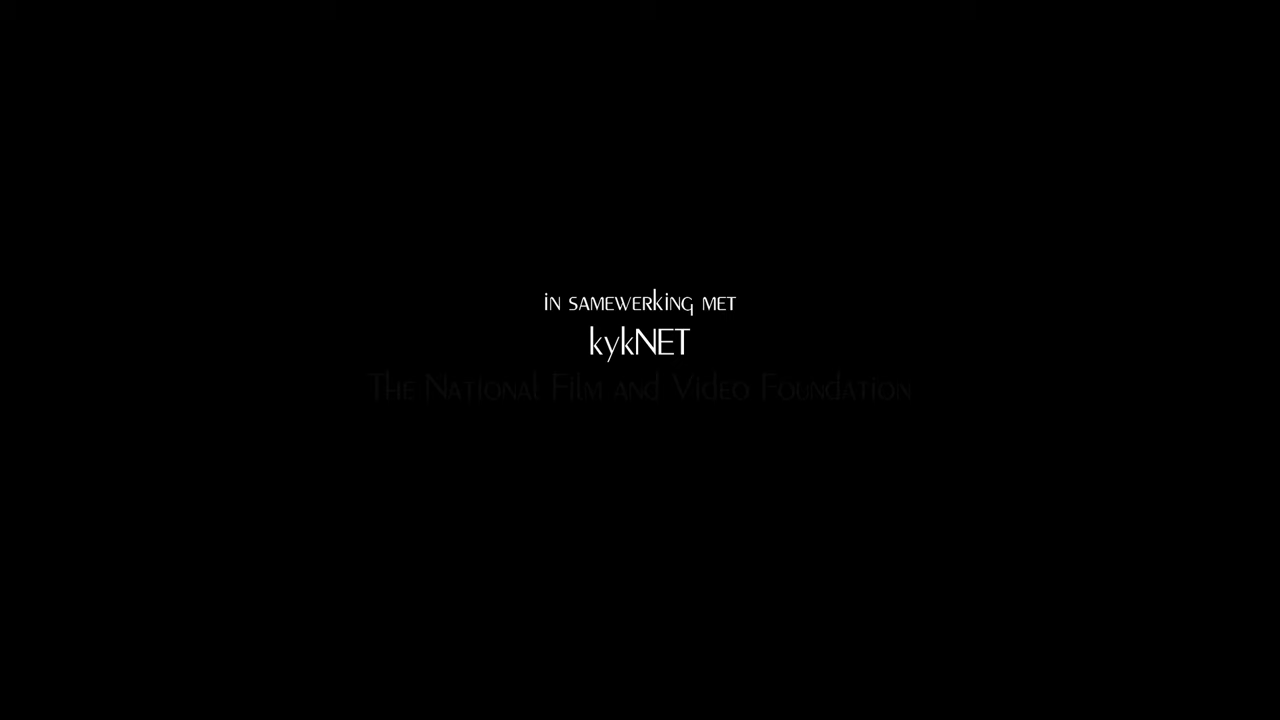 in samewerking met
kykNET
The National Film and Video Foundation